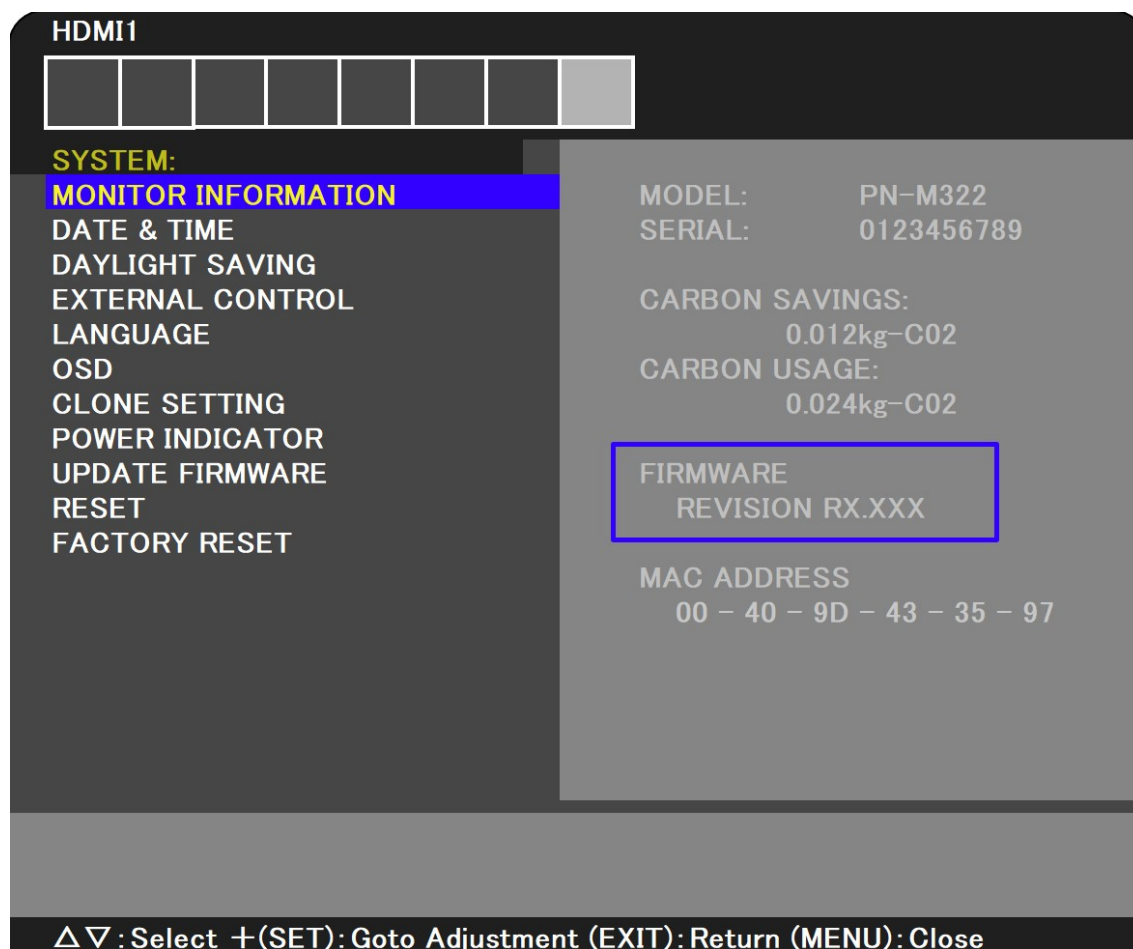 HDMI1
SYSTEM:
MONITOR INFORMATION
DATE & TIME
DAYLIGHT SAVING
EXTERNAL CONTROL
LANGUAGE
OSD
CLONE SETTING
POWER INDICATOR
UPDATE FIRMWARE
RESET
FACTORY RESET
MODEL: PN-M322
SERIAL: 0123456789
CARBON SAVINGS:
0.012kg-C02
CARBON USAGE:
0.024kg-C02
FIRMWARE
REVISION RX.XXX
MAC ADDRESS
00 - 40 - 9D - 43 - 35 - 97
△▽:Select +(SET):Goto Adjustment (EXIT):Return (MENU):Close